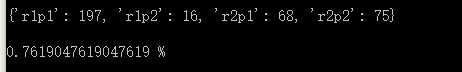 {'r1p1': 197, 'r1p2': 16, 'r2p1': 68, 'r2p2': 75}
0.7619047619047619 %